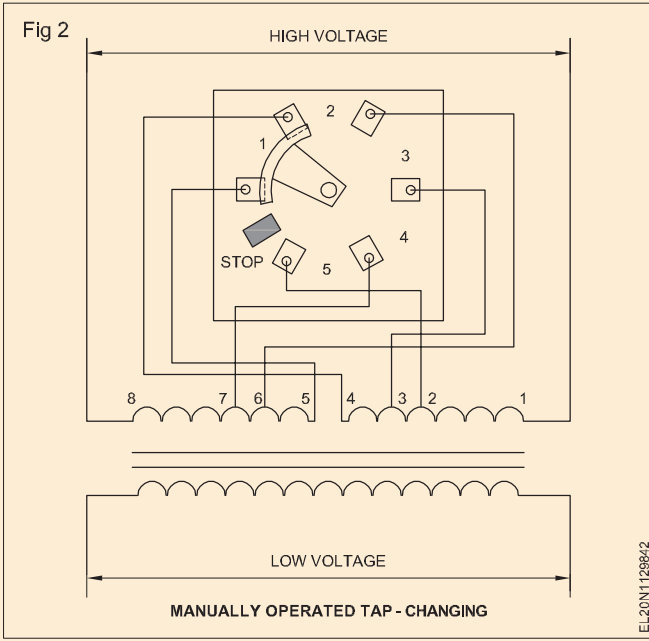 Fig 2
HIGH VOLTAGE
2
1
3
4
STOP
5
8 7 6 5 4 3 2 1
LOW VOLTAGE
MANUALLY OPERATED TAP - CHANGING
EL20N1129842